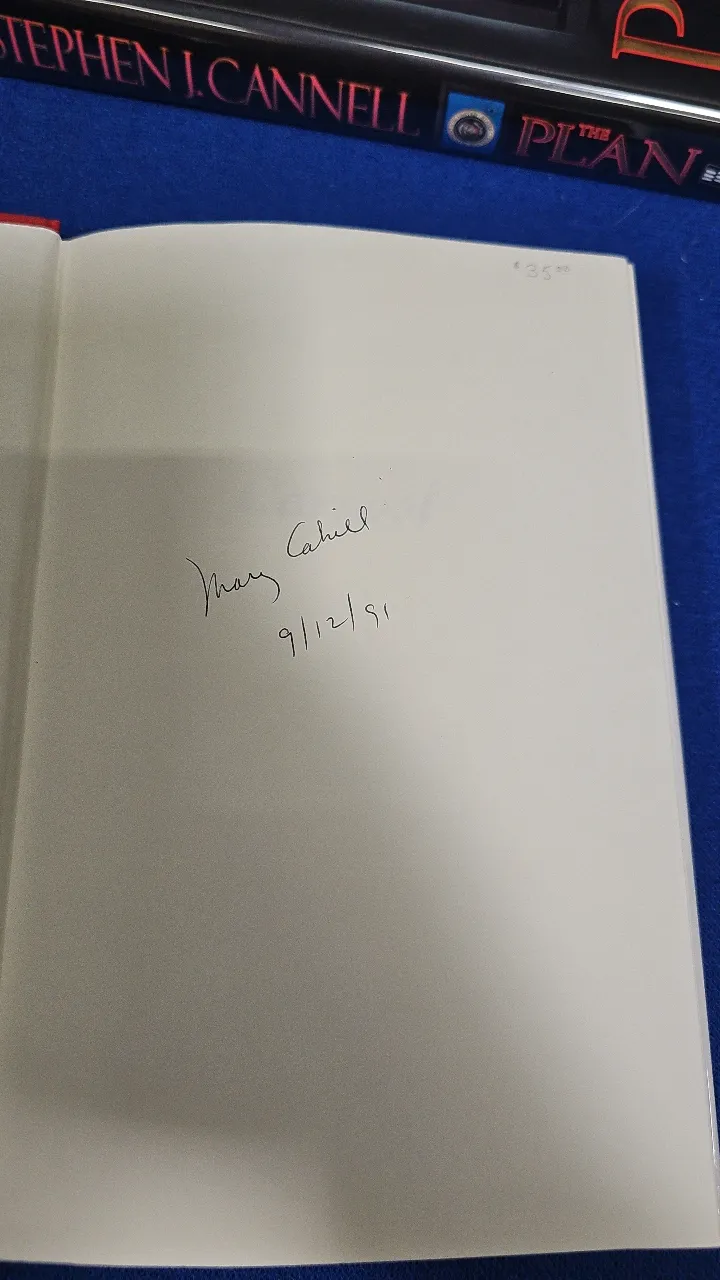 STEPHEN J. CANNELL THE PLAN
P
$35.00
Mary Cahill
9/12/91